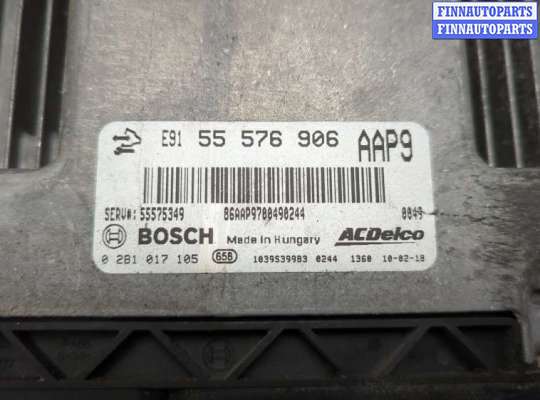 FINNAUTOPARTS
FINNAUTOPARTS
E91 55 576 906 AAP9
SERV#: 55575349 86AAP9700490244 0049
BOSCH Made in Hungary ACDelco
0 281 017 105 658 1039S39983 0244 1360 10-02-18